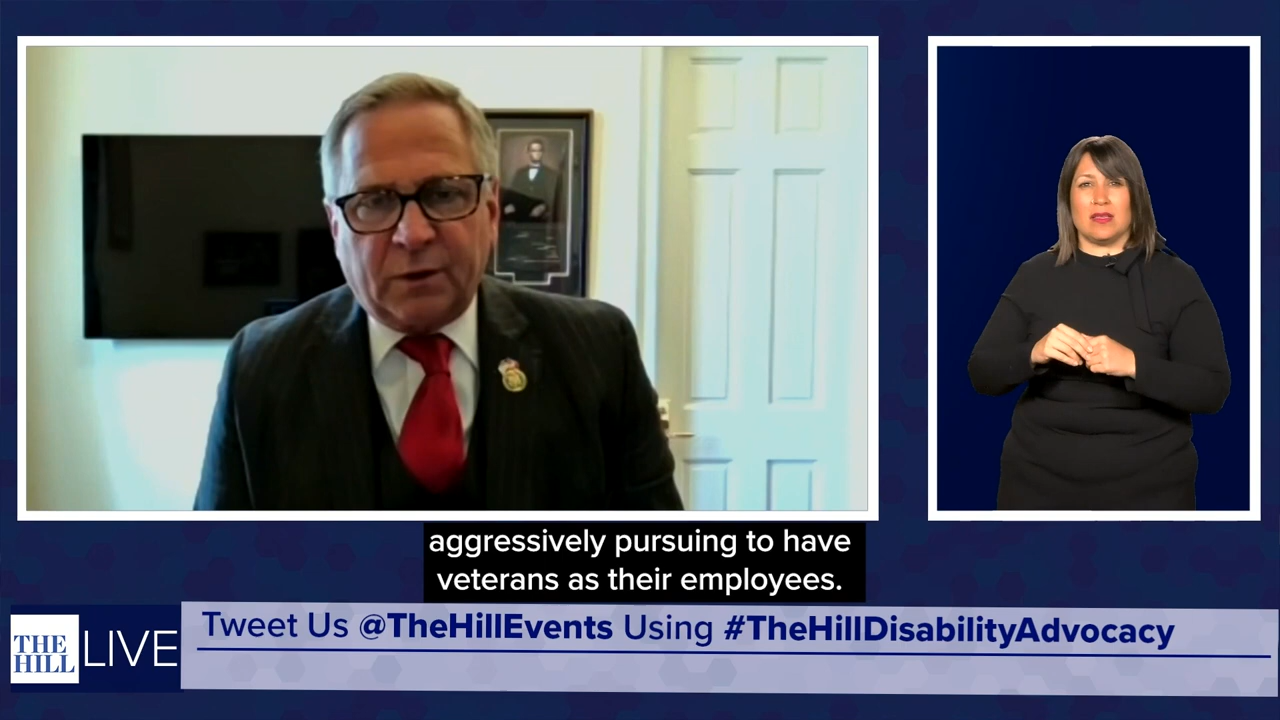 aggressively pursuing to have
veterans as their employees.
THE
HILL
LIVE
Tweet Us @TheHillEvents Using #TheHillDisabilityAdvocacy